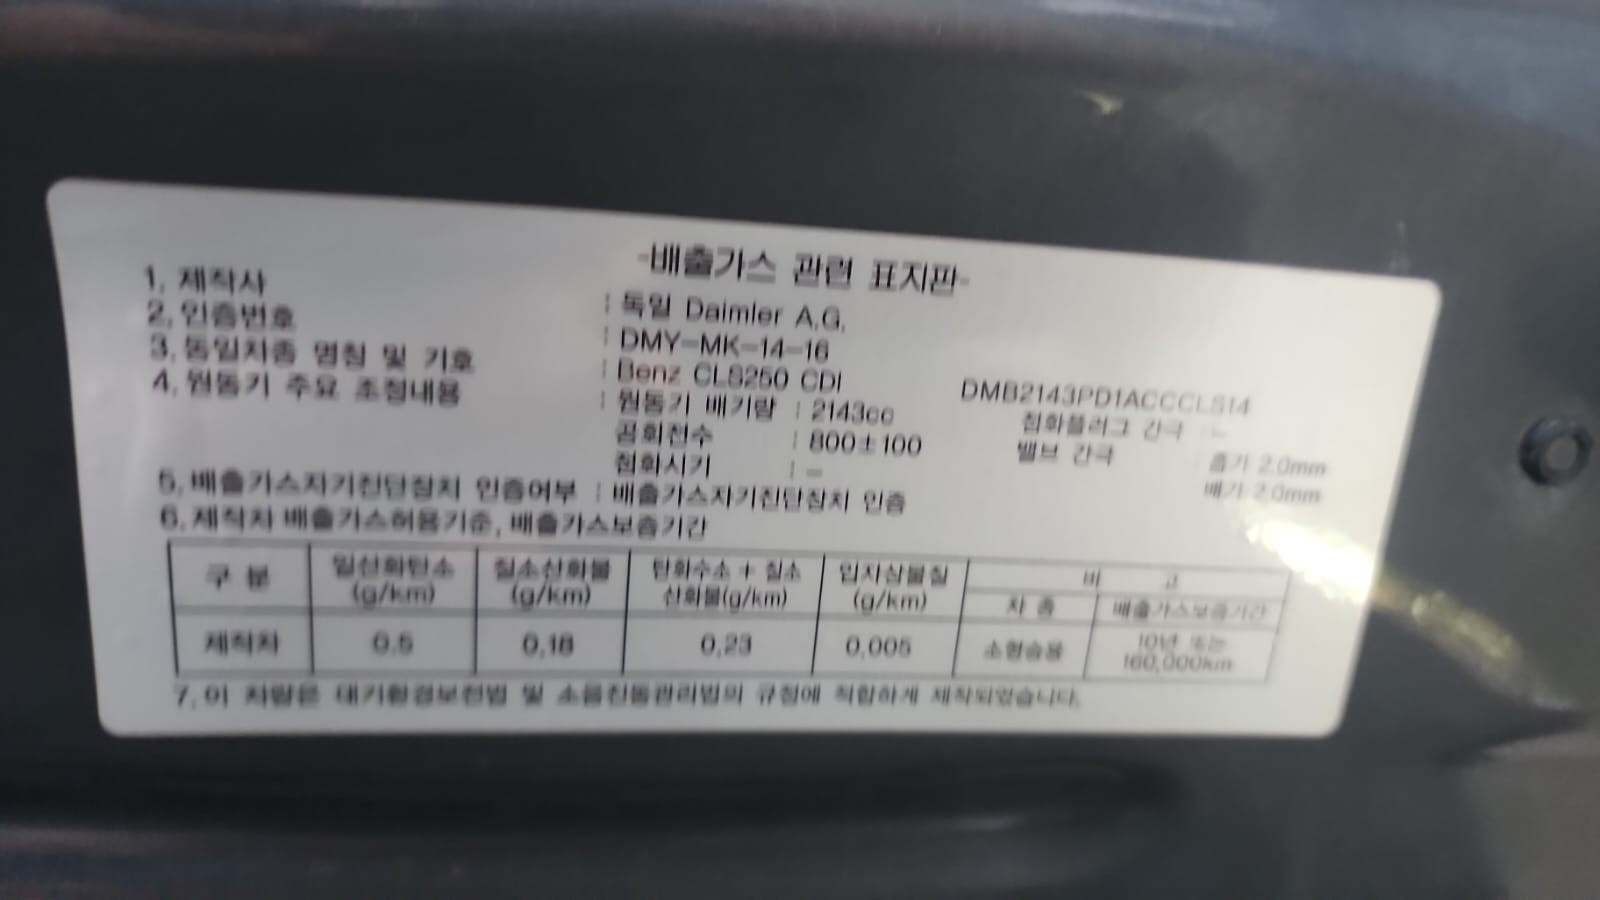 -배출가스 관련 표지판-
1. 제작사 : 독일 Daimler A.G.
2. 인증번호 : DMY-MK-14-16
3. 동일차종 명칭 및 기호 : Benz CLS250 CDI DMB2143PD1ACCCLS14
4. 원동기 주요 조정내용 : 원동기 배기량 : 2143cc 점화플러그 간극 -
공회전수 : 800±100 밸브 간극 흡기 2.0mm
점화시기 : - 배기 2.0mm
5. 배출가스자기진단장치 인증여부 : 배출가스자기진단장치 인증
6. 제작차 배출가스허용기준, 배출가스보증기간
구 분 일산화탄소 (g/km) 질소산화물 (g/km) 탄화수소 + 질소산화물(g/km) 입자상물질 (g/km) 비 고
차 종 배출가스보증기간
제작차 0.5 0.18 0.23 0.005 소형승용 10년 또는 160,000km
7. 이 차량은 대기환경보전법 및 소음진동관리법의 규정에 적합하게 제작되었습니다.